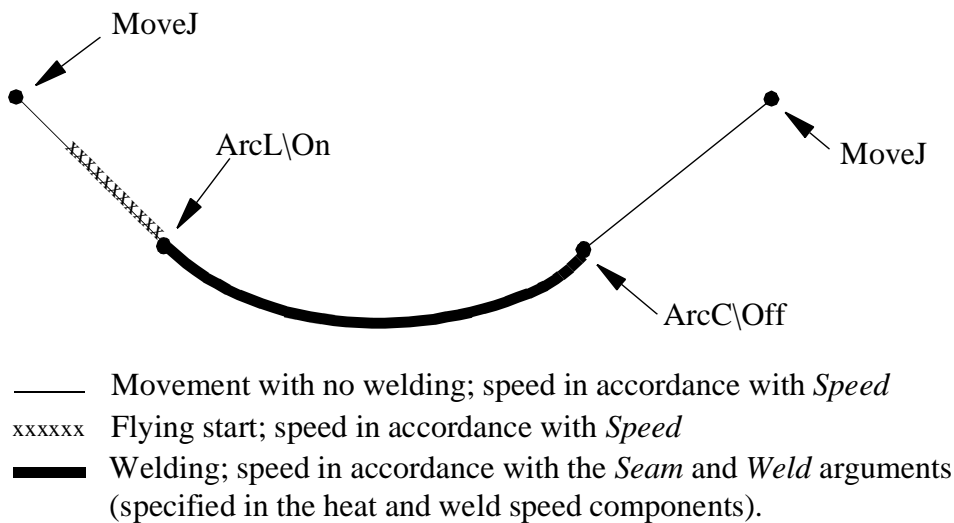 MoveJ
ArcL\On
MoveJ
ArcC\Off
xxxxxxxxxxx
Movement with no welding; speed in accordance with Speed
xxxxxx Flying start; speed in accordance with Speed
Welding; speed in accordance with the Seam and Weld arguments
(specified in the heat and weld speed components).